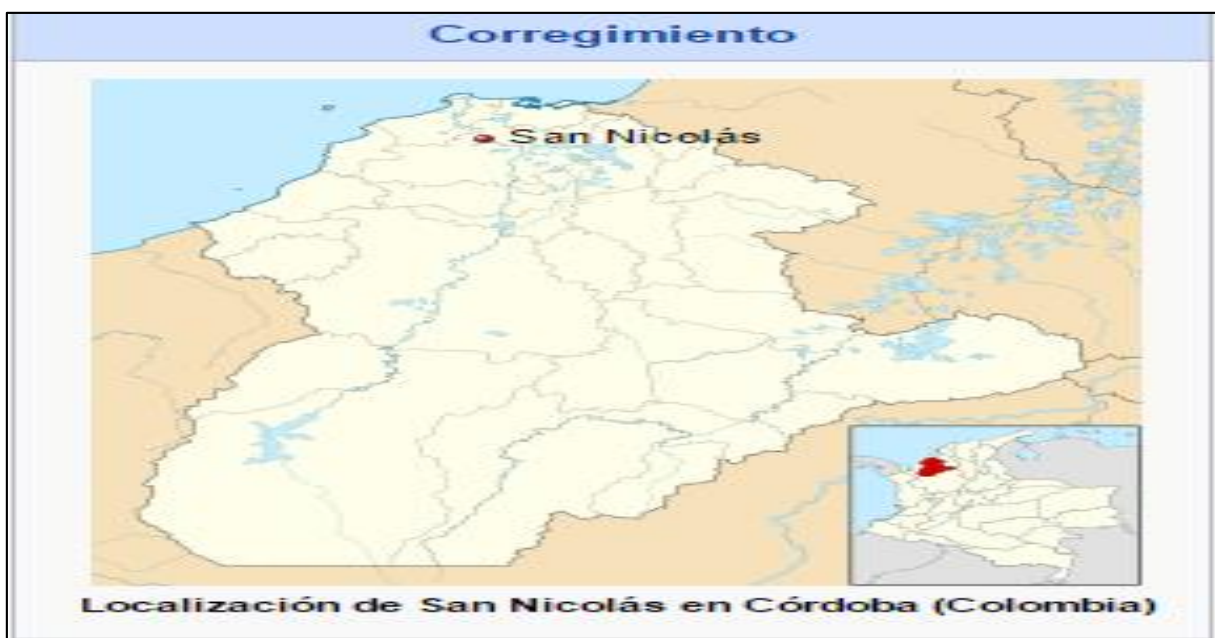 Corregimiento
San Nicolás
Localización de San Nicolás en Córdoba (Colombia)